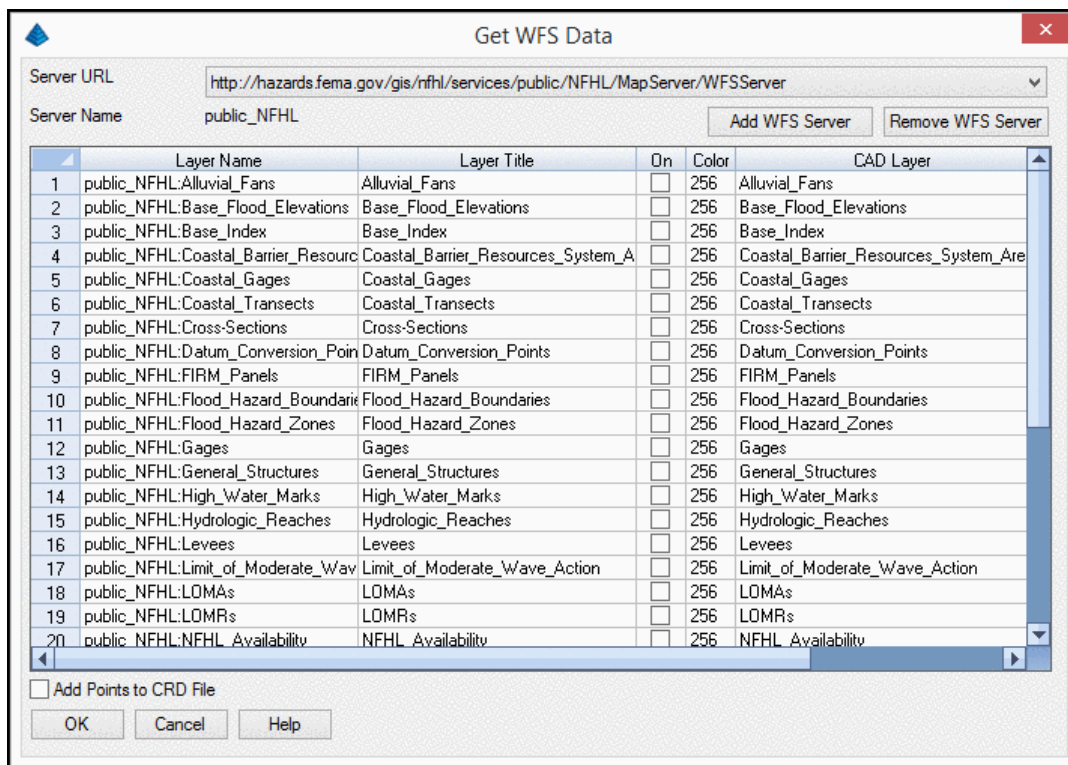 Get WFS Data
Server URL http://hazards.fema.gov/gis/nfhl/services/public/NFHL/MapServer/WFSServer
Server Name public_NFHL Add WFS Server Remove WFS Server
Layer Name Layer Title On Color CAD Layer
1 public_NFHL:Alluvial_Fans Alluvial_Fans 256 Alluvial_Fans
2 public_NFHL:Base_Flood_Elevations Base_Flood_Elevations 256 Base_Flood_Elevations
3 public_NFHL:Base_Index Base_Index 256 Base_Index
4 public_NFHL:Coastal_Barrier_Resourc Coastal_Barrier_Resources_System_A 256 Coastal_Barrier_Resources_System_Are
5 public_NFHL:Coastal_Gages Coastal_Gages 256 Coastal_Gages
6 public_NFHL:Coastal_Transects Coastal_Transects 256 Coastal_Transects
7 public_NFHL:Cross-Sections Cross-Sections 256 Cross-Sections
8 public_NFHL:Datum_Conversion_Poin Datum_Conversion_Points 256 Datum_Conversion_Points
9 public_NFHL:FIRM_Panels FIRM_Panels 256 FIRM_Panels
10 public_NFHL:Flood_Hazard_Boundarie Flood_Hazard_Boundaries 256 Flood_Hazard_Boundaries
11 public_NFHL:Flood_Hazard_Zones Flood_Hazard_Zones 256 Flood_Hazard_Zones
12 public_NFHL:Gages Gages 256 Gages
13 public_NFHL:General_Structures General_Structures 256 General_Structures
14 public_NFHL:High_Water_Marks High_Water_Marks 256 High_Water_Marks
15 public_NFHL:Hydrologic_Reaches Hydrologic_Reaches 256 Hydrologic_Reaches
16 public_NFHL:Levees Levees 256 Levees
17 public_NFHL:Limit_of_Moderate_Wav Limit_of_Moderate_Wave_Action 256 Limit_of_Moderate_Wave_Action
18 public_NFHL:LOMAs LOMAs 256 LOMAs
19 public_NFHL:LOMRs LOMRs 256 LOMRs
20 public_NFHL:NFHL_Availability NFHL_Availability 256 NFHL_Availability
Add Points to CRD File
OK Cancel Help